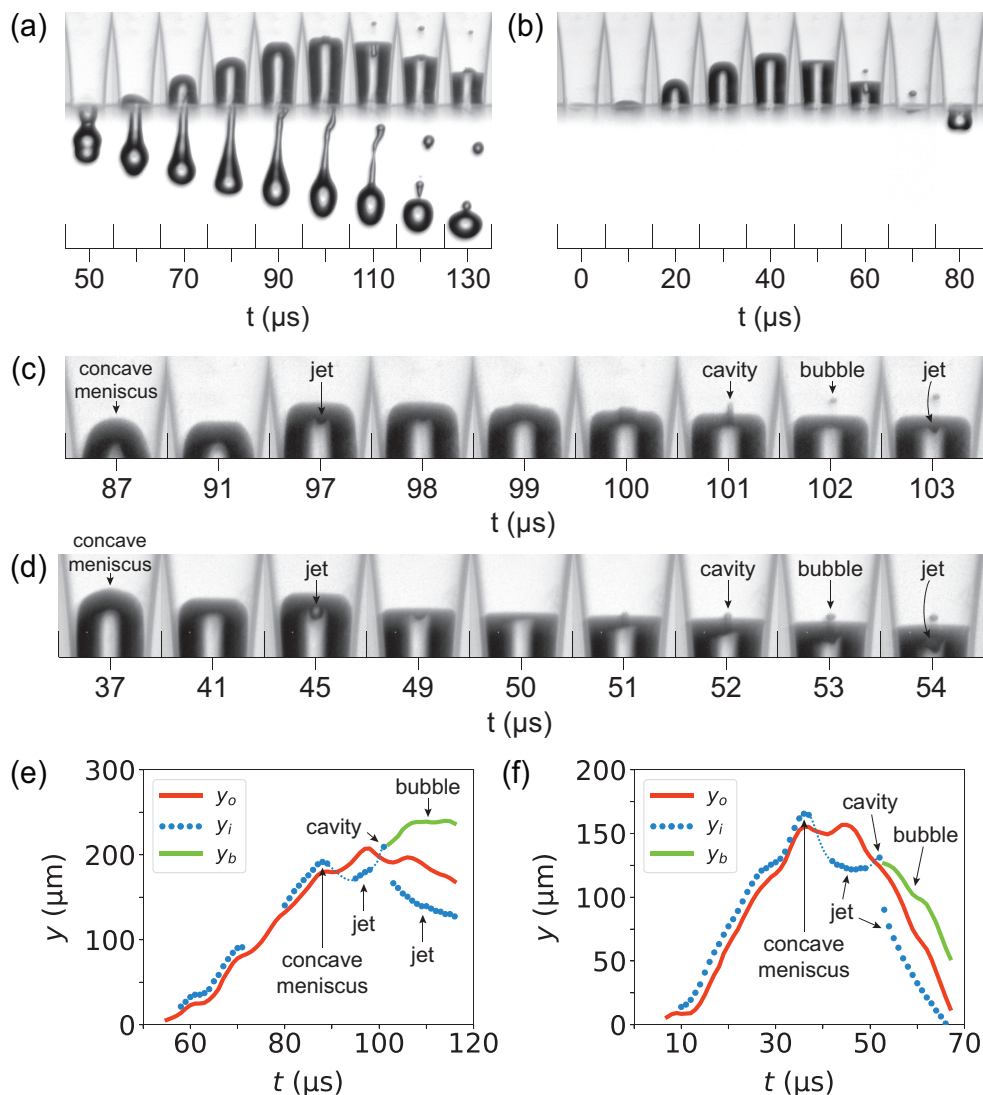 (a)
50 70 90 110 130
t (µs)
(b)
0 20 40 60 80
t (µs)
(c)
concave
meniscus
jet
cavity
bubble
jet
87 91 97 98 99 100 101 102 103
t (µs)
(d)
concave
meniscus
jet
cavity
bubble
jet
37 41 45 49 50 51 52 53 54
t (µs)
(e)
300
200
100
0
y (µm)
yo
yi
yb
bubble
cavity
jet
jet
concave
meniscus
60 80 100 120
t (µs)
(f)
200
150
100
50
0
y (µm)
yo
yi
yb
cavity
bubble
jet
concave
meniscus
10 30 50 70
t (µs)